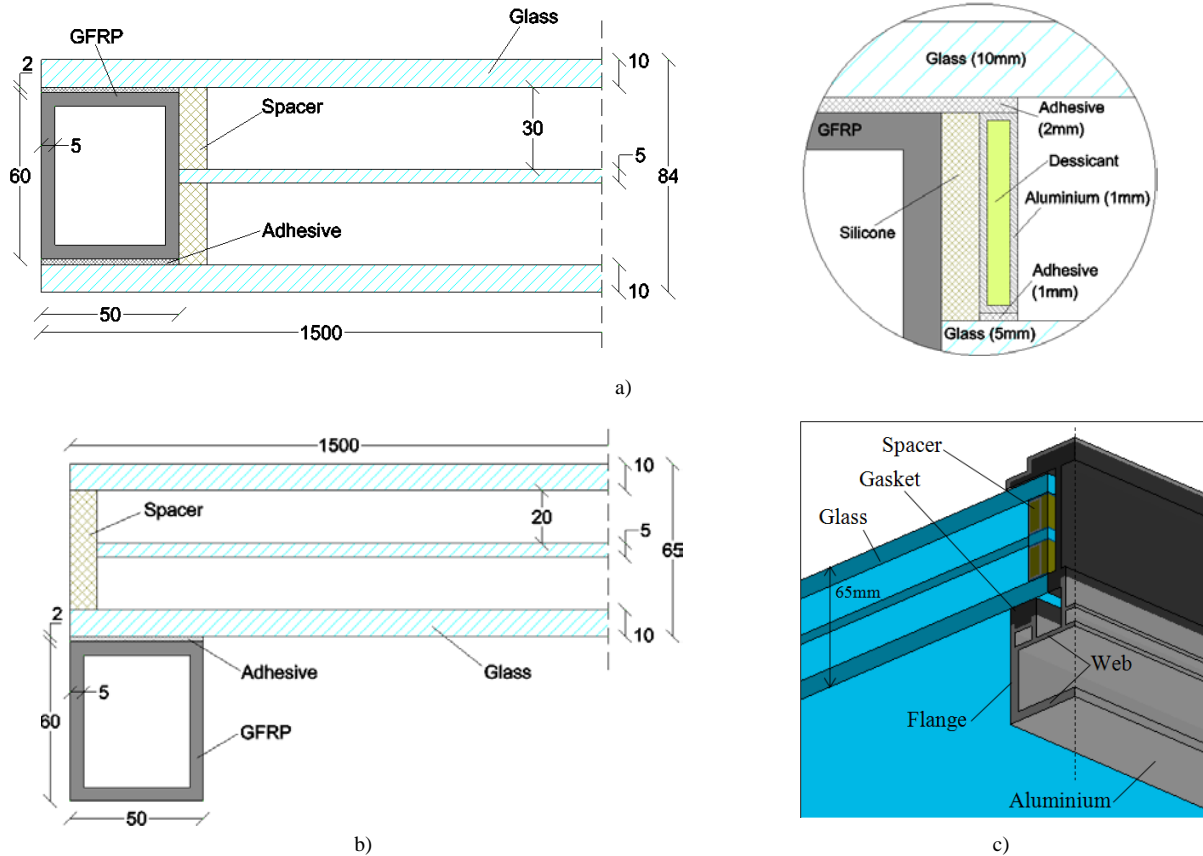 Glass
GFRP
2
10
Spacer
30
5
5
60
84
Adhesive
10
50
1500
Glass (10mm)
Adhesive
(2mm)
GFRP
Dessicant
Aluminium (1mm)
Silicone
Adhesive
(1mm)
Glass (5mm)
a)
1500
10
Spacer
20
5
65
2
10
Adhesive
Glass
5
60
GFRP
50
b)
Spacer
Gasket
Glass
65mm
Web
Flange
Aluminium
c)